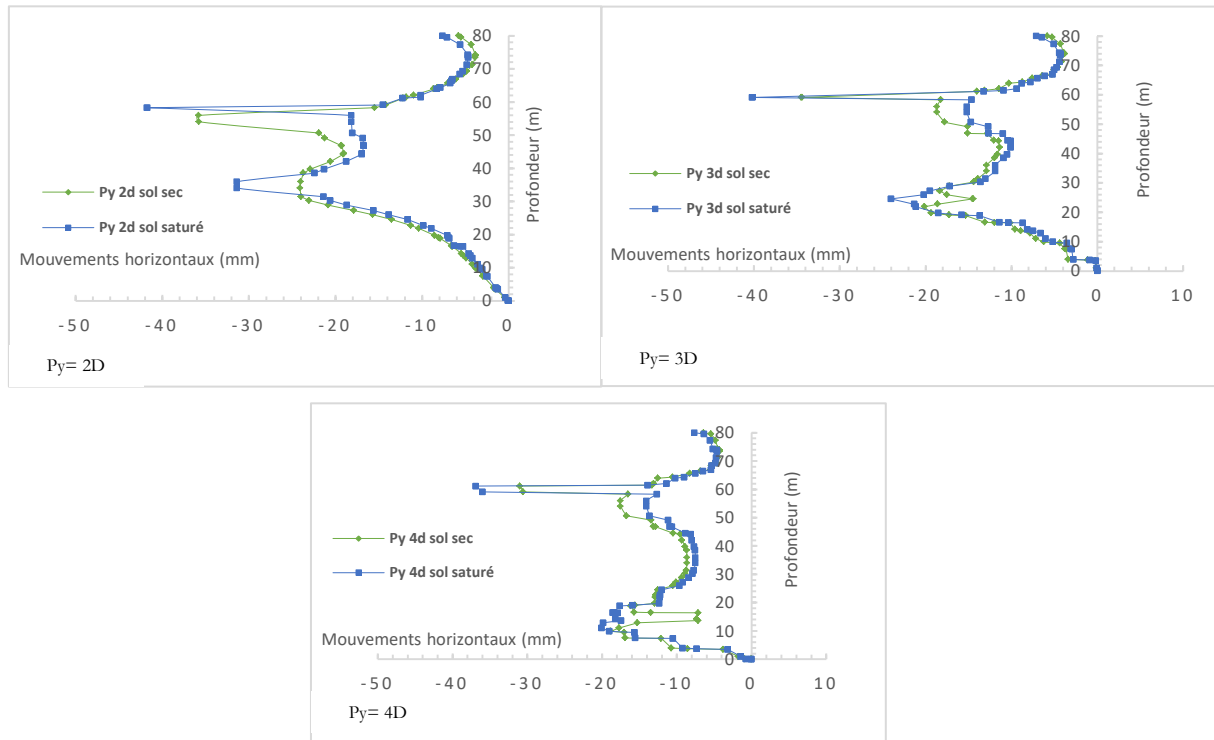 80
70
60
50
40
30
20
10
0
Profondeur (m)
Py 2d sol sec
Py 2d sol saturé
Mouvements horizontaux (mm)
-50 -40 -30 -20 -10 0
Py= 2D
80
70
60
50
40
30
20
10
0
Profondeur (m)
Py 3d sol sec
Py 3d sol saturé
Mouvements horizontaux (mm)
-50 -40 -30 -20 -10 0 10
Py= 3D
80
70
60
50
40
30
20
10
0
Profondeur (m)
Py 4d sol sec
Py 4d sol saturé
Mouvements horizontaux (mm)
-50 -40 -30 -20 -10 0 10
Py= 4D